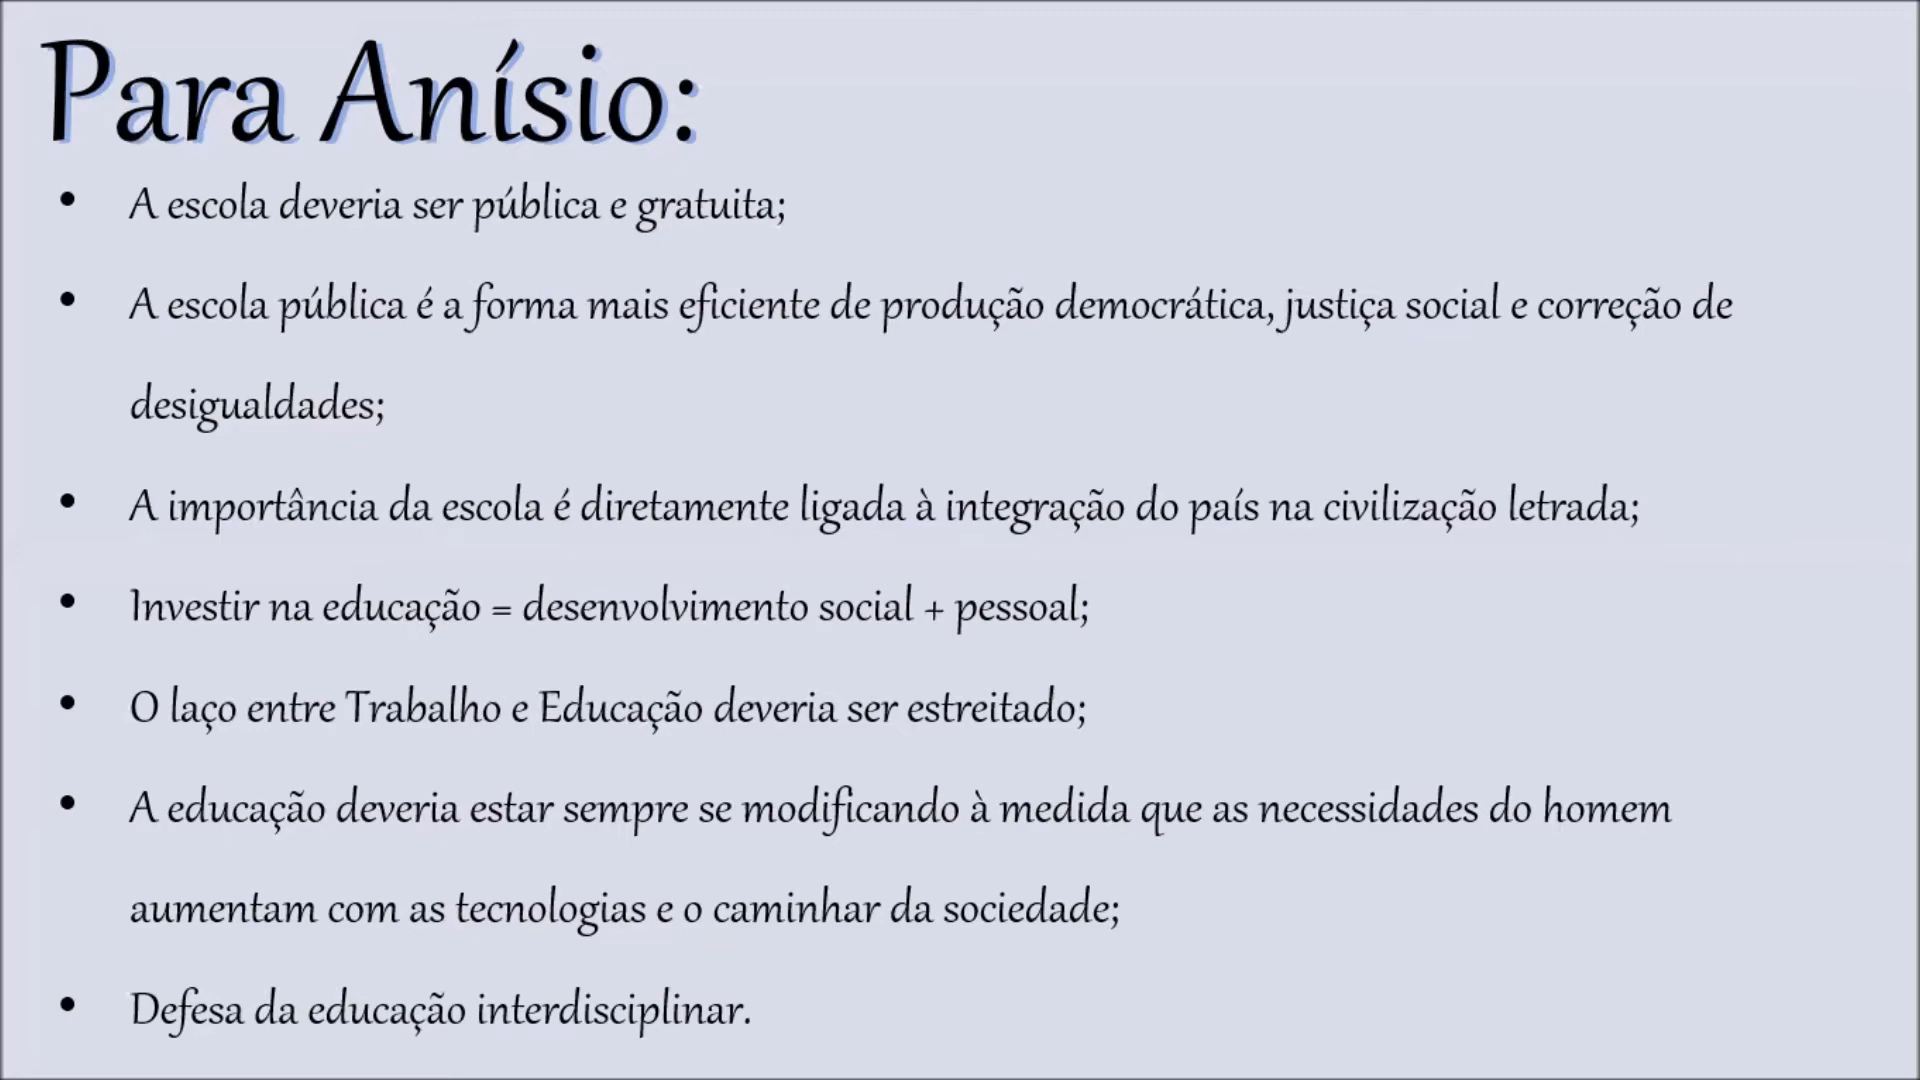 Para Anísio:
• A escola deveria ser pública e gratuita;
• A escola pública é a forma mais eficiente de produção democrática, justiça social e correção de
desigualdades;
• A importância da escola é diretamente ligada à integração do país na civilização letrada;
• Investir na educação = desenvolvimento social + pessoal;
• O laço entre Trabalho e Educação deveria ser estreitado;
• A educação deveria estar sempre se modificando à medida que as necessidades do homem
aumentam com as tecnologias e o caminhar da sociedade;
• Defesa da educação interdisciplinar.